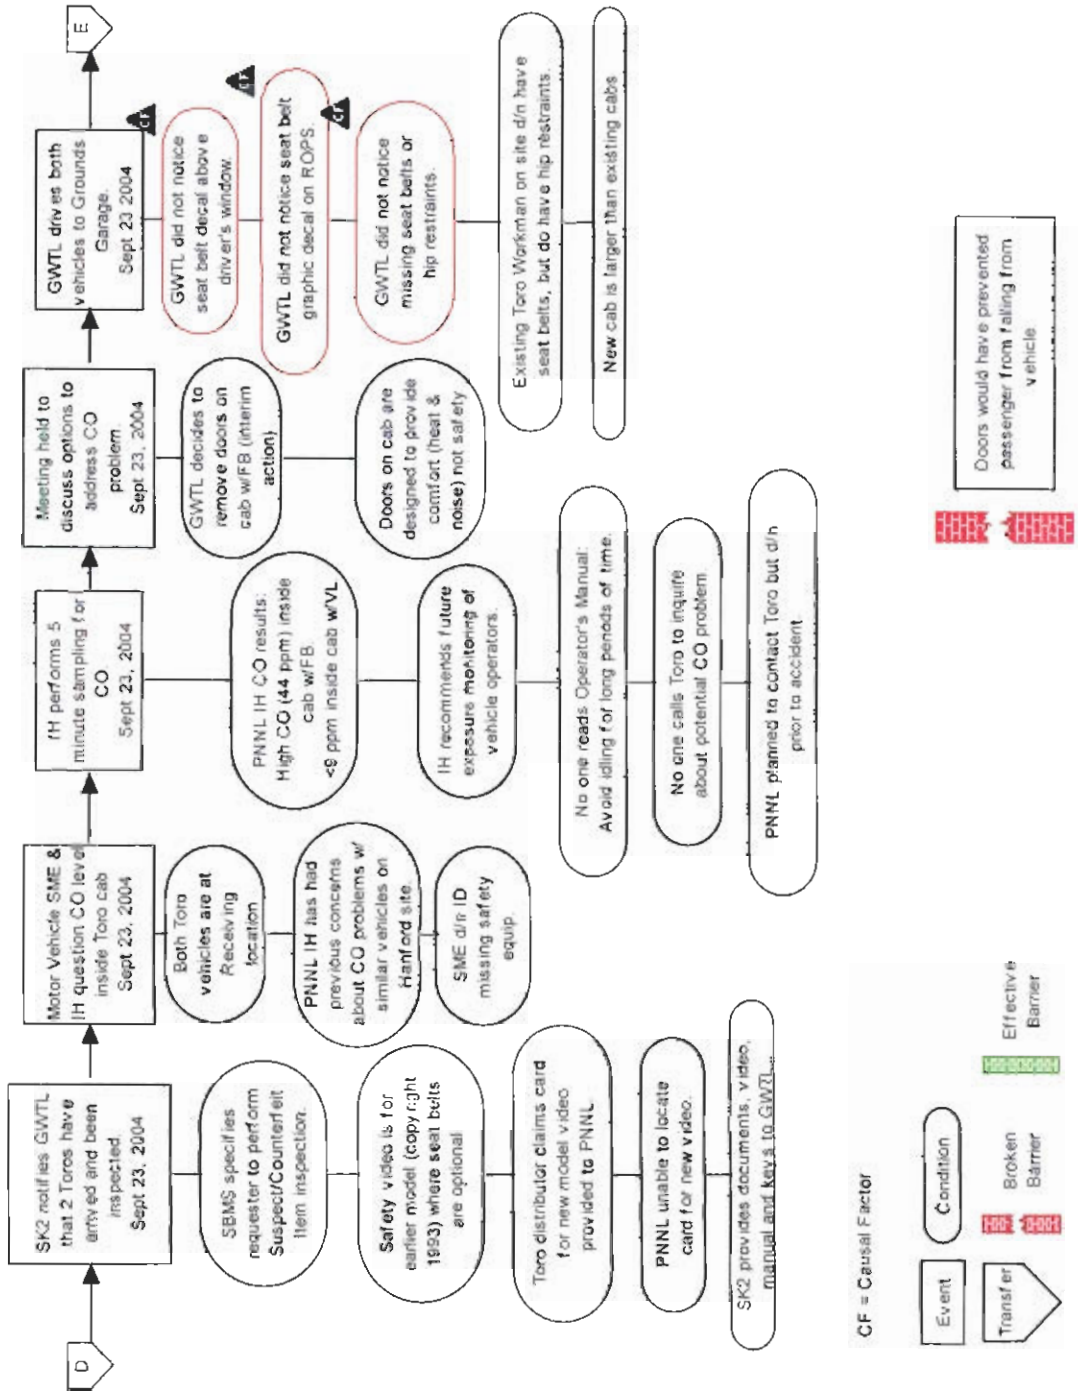 D
SK2 notifies GWTL
that 2 Toros have
arrived and been
inspected.
Sept 23, 2004
SBMS specifies
requester to perform
Suspect/Counterfeit
Item inspection.
Safety video is for
earlier model (copyright
1993) where seat belts
are optional
Toro distributor claims card
for new model video
provided to PNNL.
PNNL unable to locate
card for new video.
SK2 provides documents, video,
manual and keys to GWTL.
Motor Vehicle SME &
IH question CO level
inside Toro cab
Sept 23, 2004
Both Toro
vehicles are at
Receiving
location
PNNL IH has had
previous concerns
about CO problems w/
similar vehicles on
Hanford site.
SME d/n ID
missing safety
equip.
IH performs 5
minute sampling for
CO
Sept 23, 2004
PNNL IH CO results:
High CO (44 ppm) inside
cab w/FB.
<9 ppm inside cab w/VL
IH recommends future
exposure monitoring of
vehicle operators.
No one reads Operator's Manual:
Avoid idling for long periods of time.
No one calls Toro to inquire
about potential CO problem
PNNL planned to contact Toro but d/n
prior to accident.
Meeting held to
discuss options to
address CO
problem.
Sept 23, 2004
GWTL decides to
remove doors on
cab w/FB (interim
action)
Doors on cab are
designed to provide
comfort (heat &
noise) not safety
GWTL drives both
vehicles to Grounds
Garage.
Sept 23 2004
CF
GWTL did not notice
seat belt decal above
driver's window.
CF
GWTL did not notice seat belt
graphic decal on ROPS.
CF
GWTL did not notice
missing seat belts or
hip restraints.
Existing Toro Workman on site d/n have
seat belts, but do have hip restraints.
New cab is larger than existing cabs
E
CF = Causal Factor
Event
Condition
Transfer
Broken
Barrier
Effective
Barrier
Doors would have prevented
passenger from falling from
vehicle